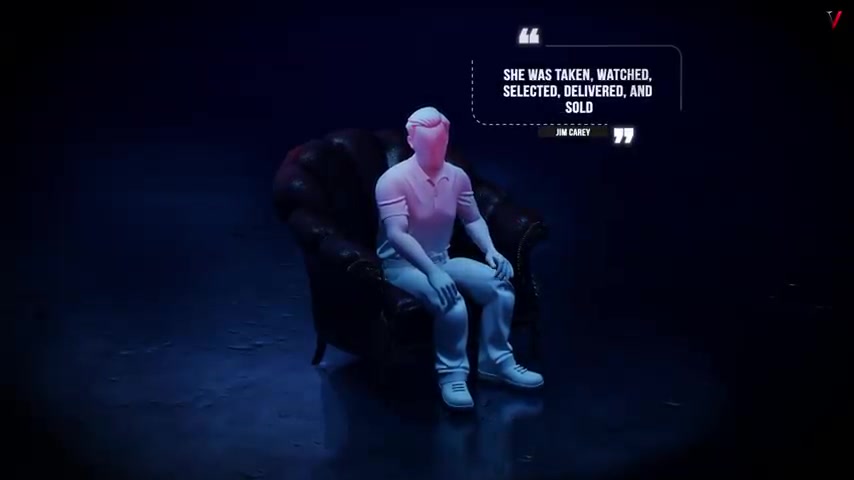 ❝
SHE WAS TAKEN, WATCHED,
SELECTED, DELIVERED, AND
SOLD
JIM CAREY
❞
V